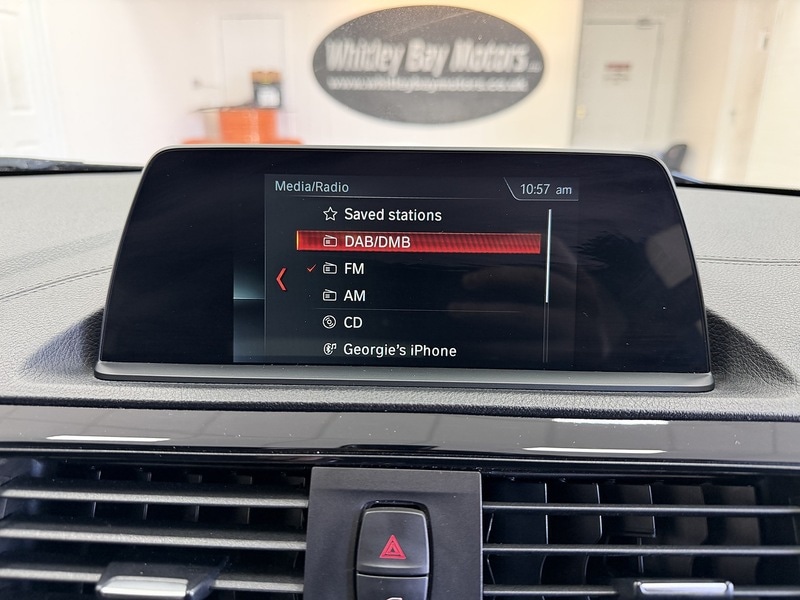 Whitley Bay Motors
www.whitleybaymotors.co.uk
Media/Radio 10:57 am
Saved stations
DAB/DMB
FM
AM
CD
Georgie's iPhone